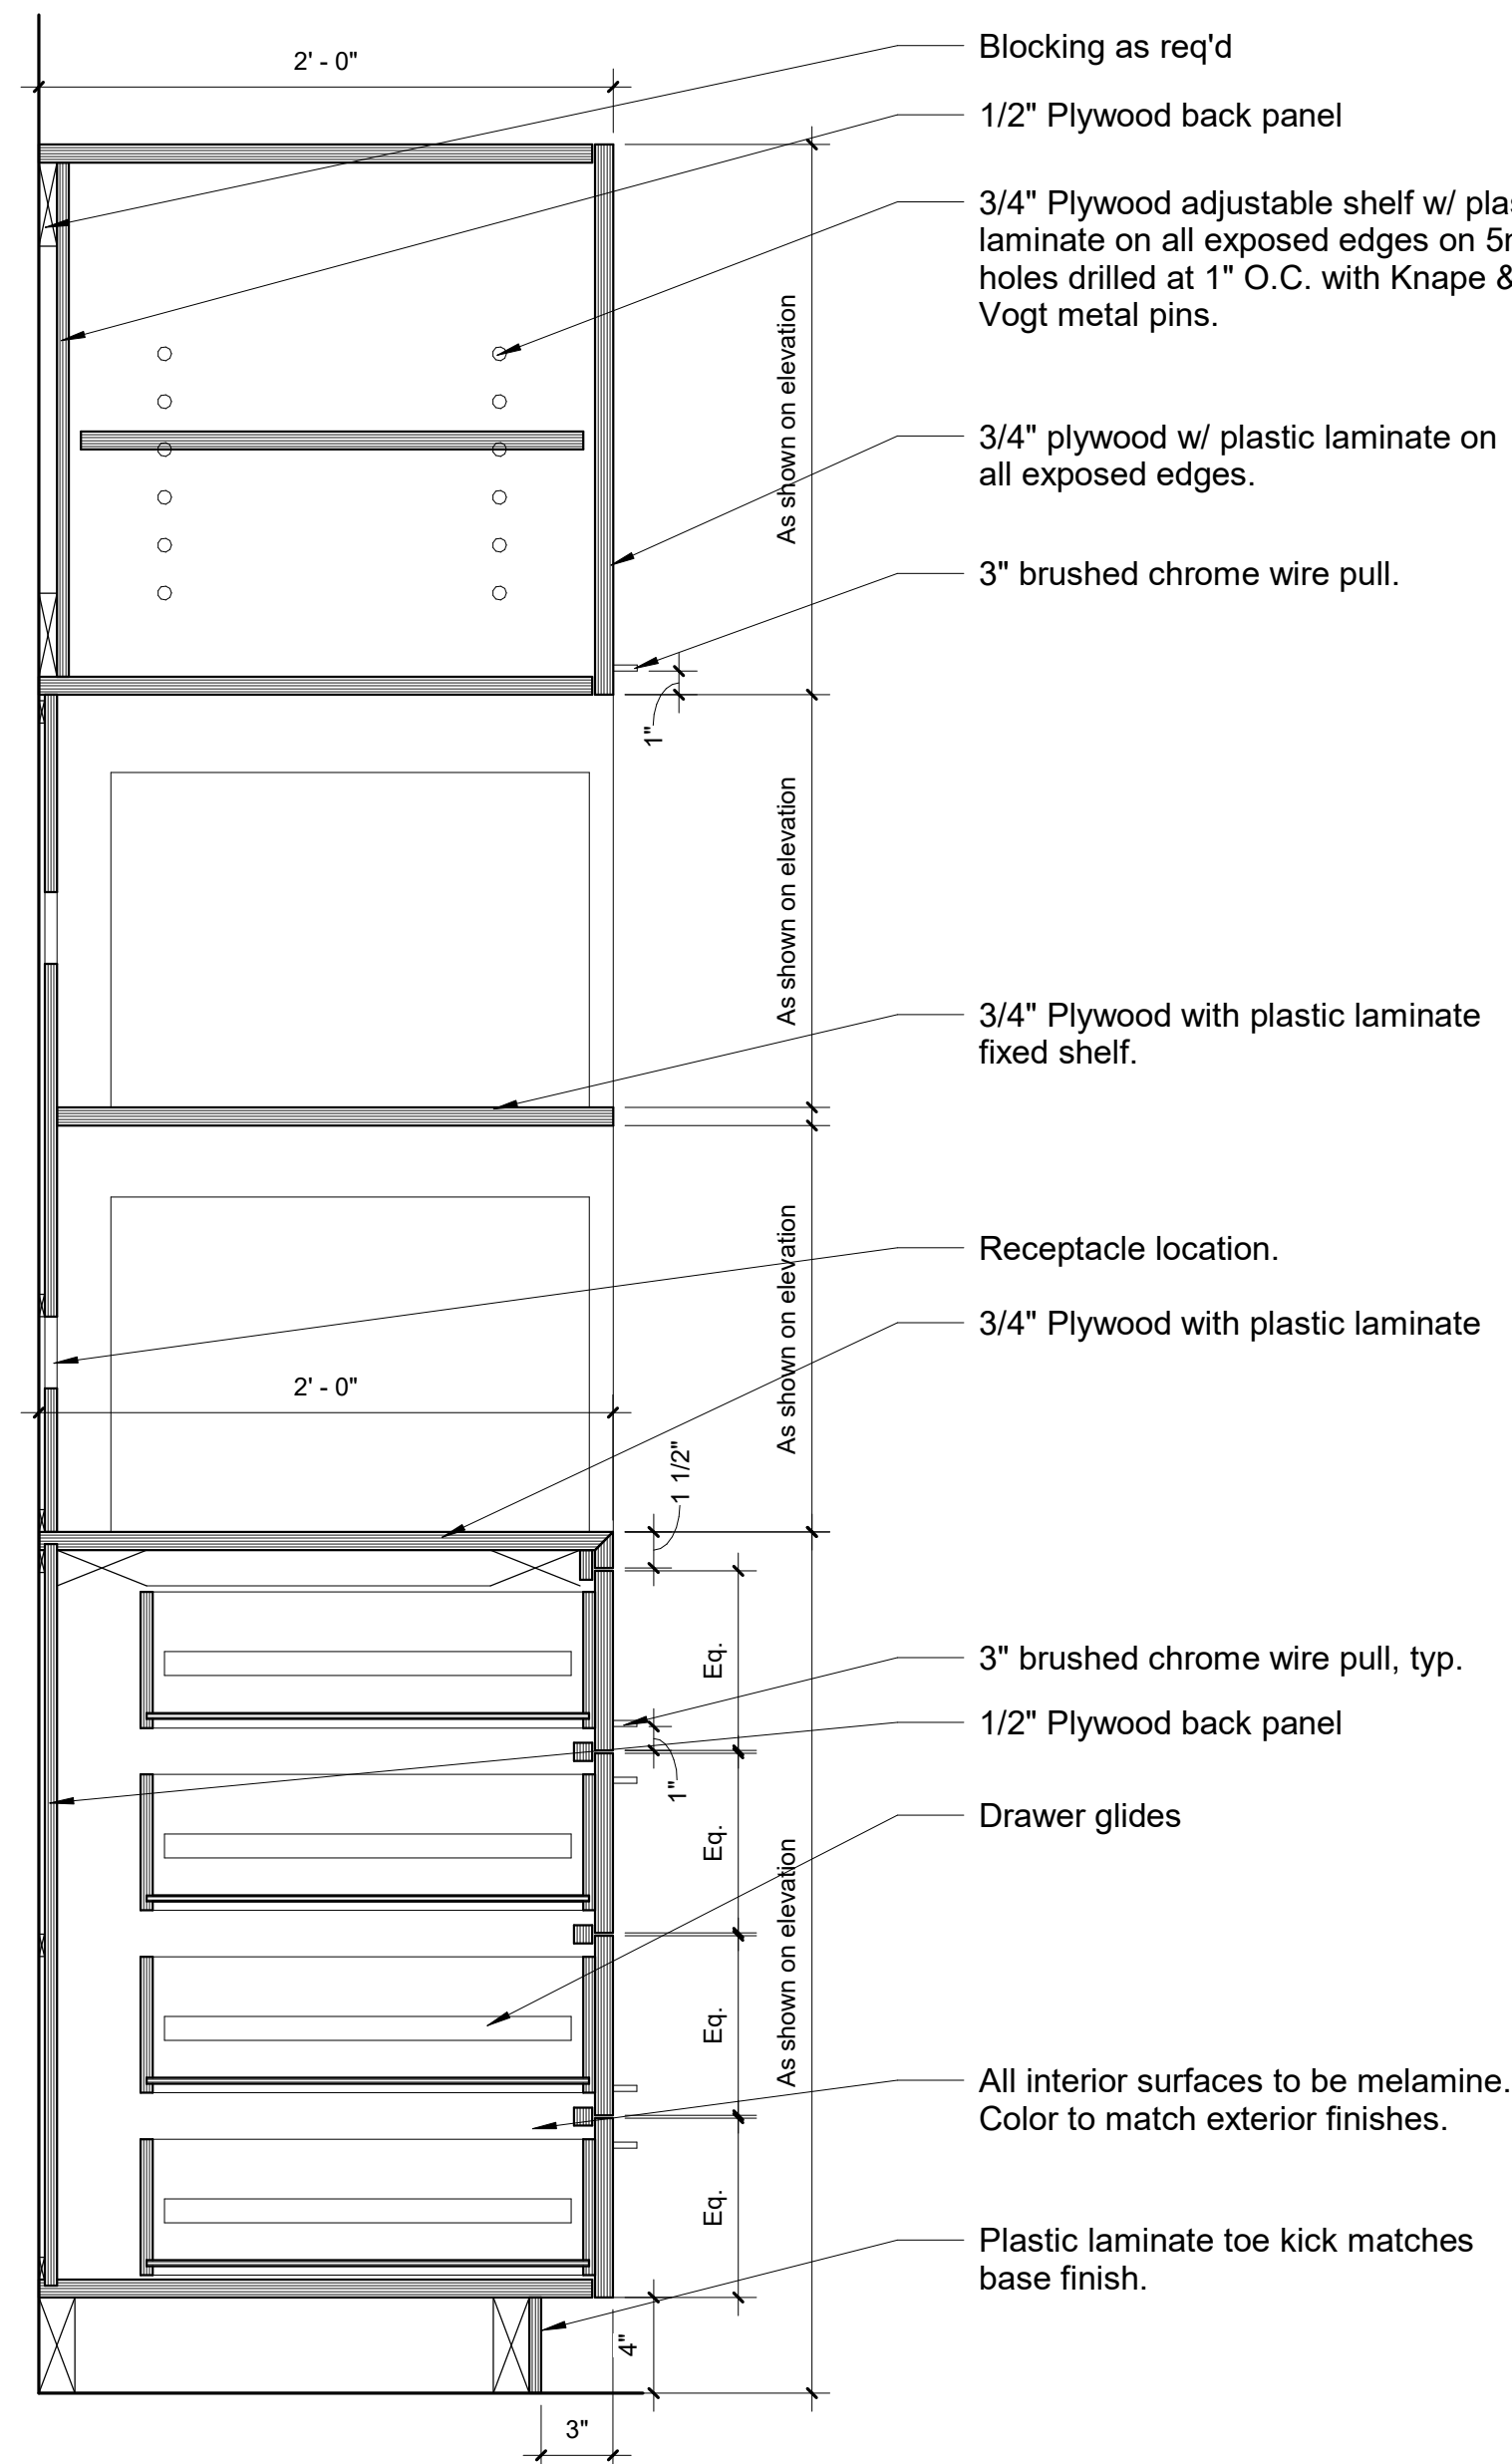 2' - 0"
Blocking as req'd
1/2" Plywood back panel
3/4" Plywood adjustable shelf w/
laminate on all exposed edges on
holes drilled at 1" O.C. with Knape &
Vogt metal pins.
As shown on elevation
3/4" plywood w/ plastic laminate on
all exposed edges.
3" brushed chrome wire pull.
1"
As shown on elevation
3/4" Plywood with plastic laminate
fixed shelf.
As shown on elevation
Receptacle location.
3/4" Plywood with plastic laminate
2' - 0"
1 1/2"
Eq.
3" brushed chrome wire pull, typ.
1/2" Plywood back panel
1"
Drawer glides
Eq.
As shown on elevation
Eq.
All interior surfaces to be melamine.
Color to match exterior finishes.
Eq.
Plastic laminate toe kick matches
base finish.
4"
3"